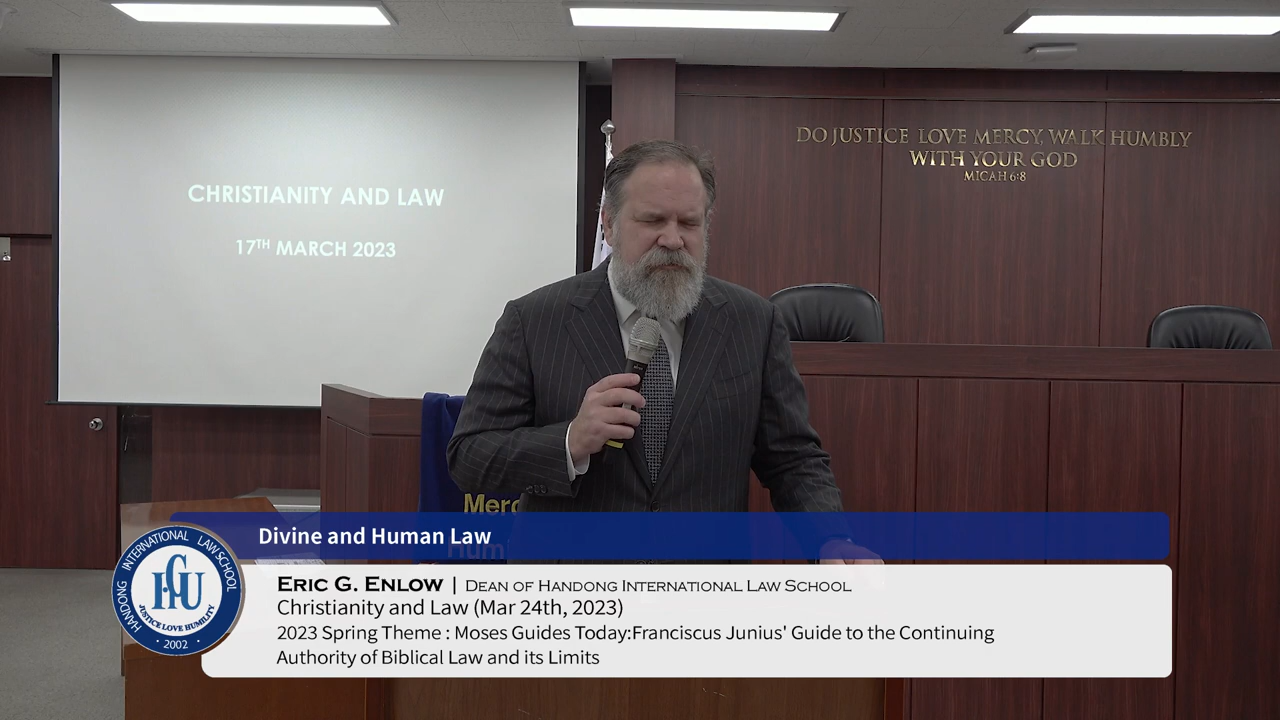 CHRISTIANITY AND LAW
17TH MARCH 2023
DO JUSTICE LOVE MERCY, WALK HUMBLY
WITH YOUR GOD
MICAH 6:8
Merc
Hum
Divine and Human Law
HANDONG INTERNATIONAL LAW SCHOOL
JUSTICE LOVE HUMILITY
· 2002 ·
ERIC G. ENLOW | DEAN OF HANDONG INTERNATIONAL LAW SCHOOL
Christianity and Law (Mar 24th, 2023)
2023 Spring Theme : Moses Guides Today:Franciscus Junius' Guide to the Continuing
Authority of Biblical Law and its Limits